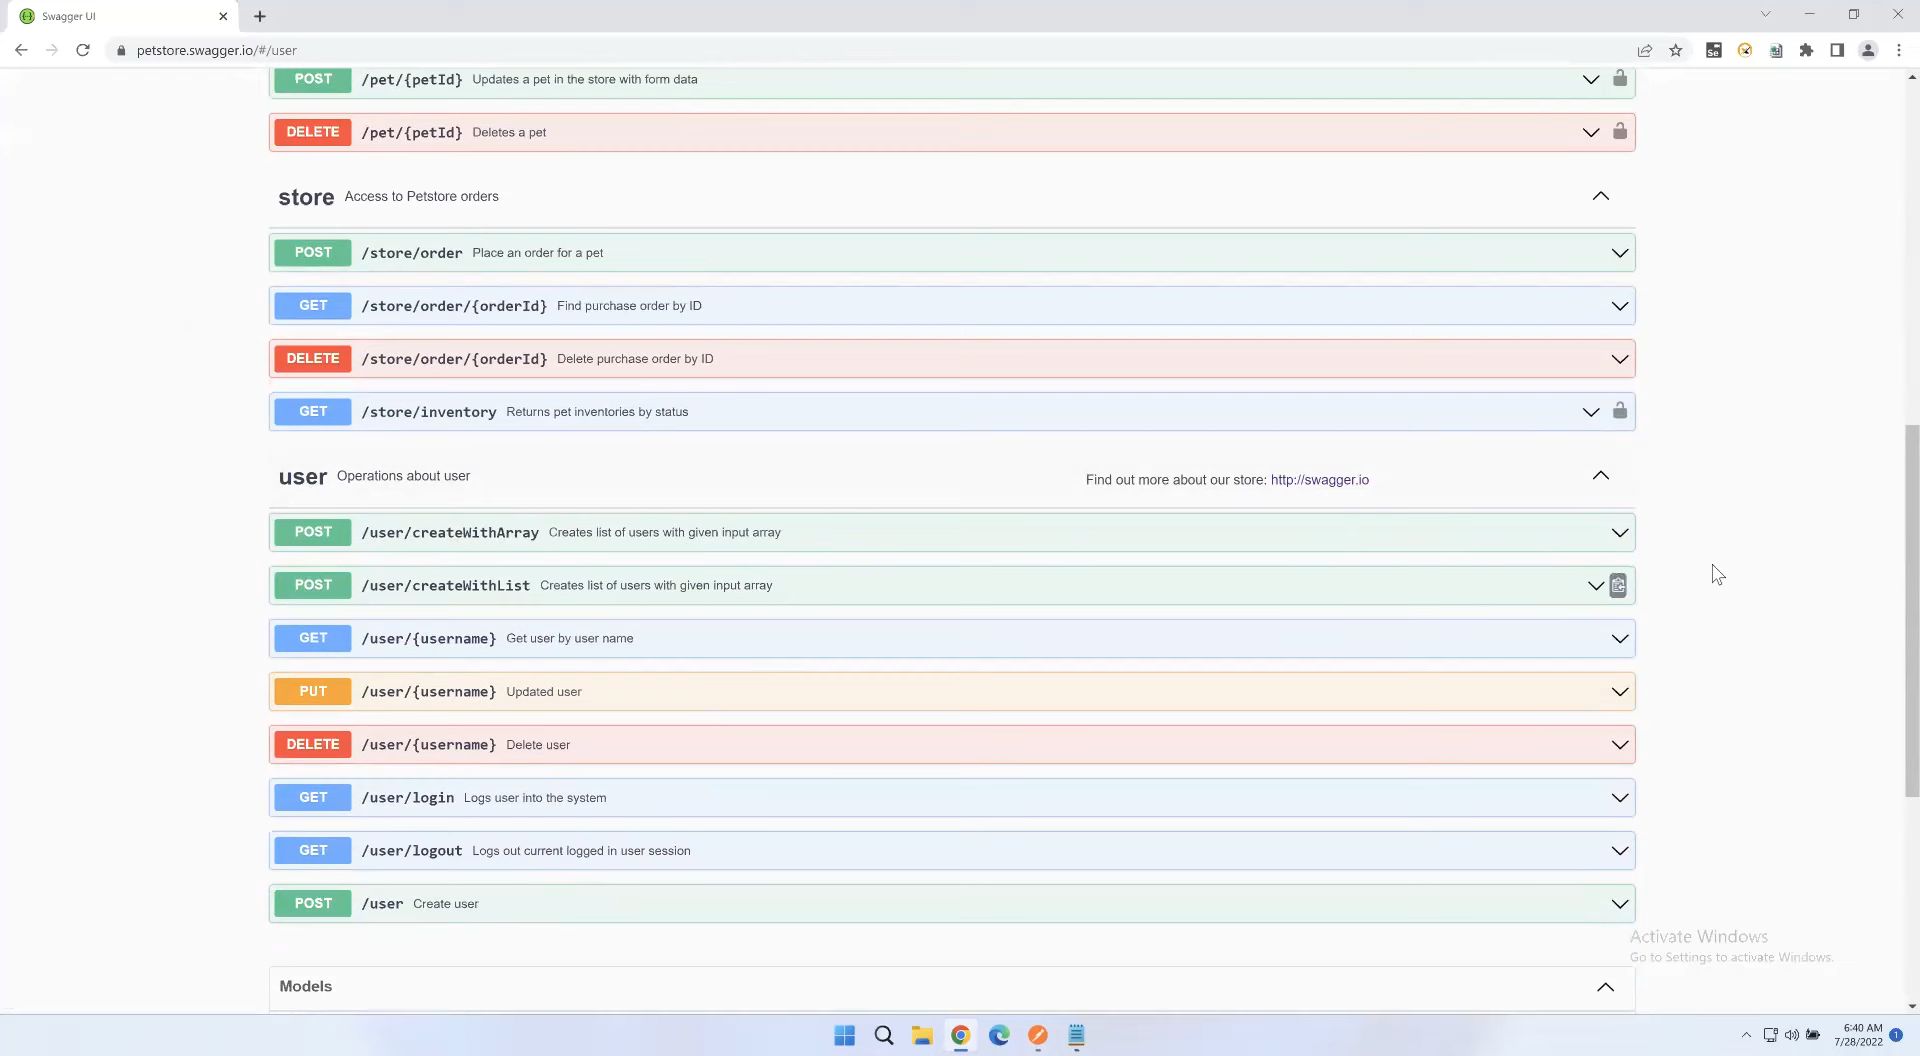 Swagger UI
petstore.swagger.io/#/user
Se
POST /pet/{petId} Updates a pet in the store with form data
DELETE /pet/{petId} Deletes a pet
store Access to Petstore orders
POST /store/order Place an order for a pet
GET /store/order/{orderId} Find purchase order by ID
DELETE /store/order/{orderId} Delete purchase order by ID
GET /store/inventory Returns pet inventories by status
user Operations about user Find out more about our store: http://swagger.io
POST /user/createWithArray Creates list of users with given input array
POST /user/createWithList Creates list of users with given input array
GET /user/{username} Get user by user name
PUT /user/{username} Updated user
DELETE /user/{username} Delete user
GET /user/login Logs user into the system
GET /user/logout Logs out current logged in user session
POST /user Create user
Activate Windows
Go to Settings to activate Windows.
Models
6:40 AM
7/28/2022
1